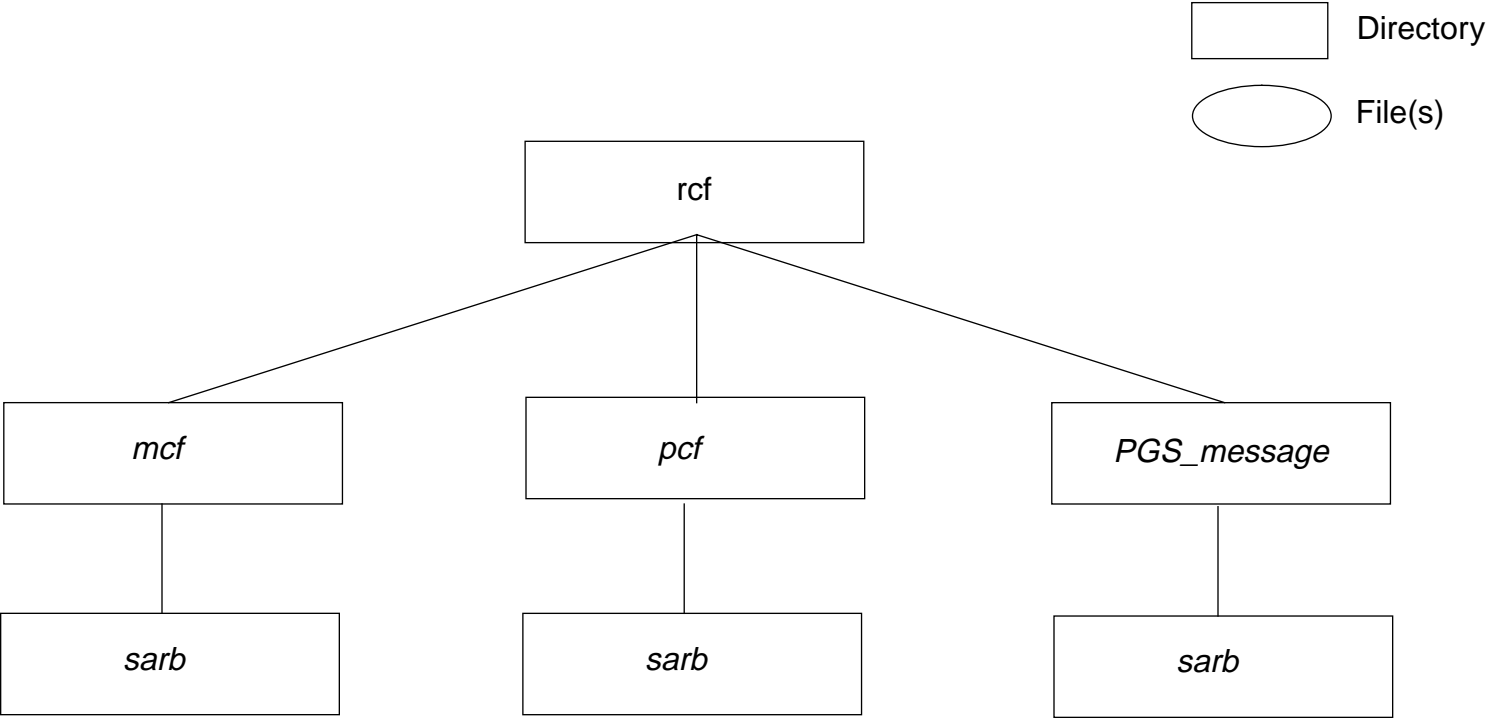 Directory
File(s)
rcf
mcf
pcf
PGS_message
sarb
sarb
sarb